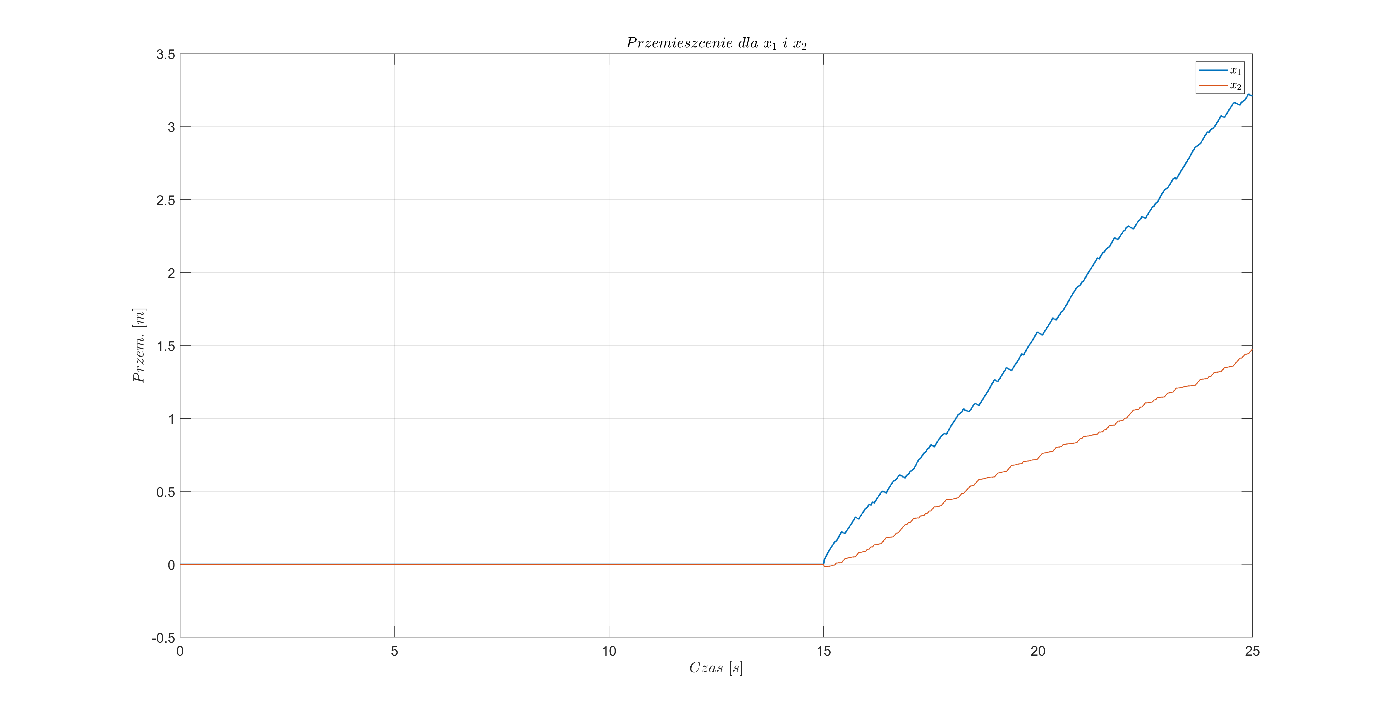 Przemieszcenie dla x₁ i x₂
3.5
x₁
x₂
3
2.5
2
1.5
Przem. [m]
1
0.5
0
-0.5
0 5 10 15 20 25
Czas [s]